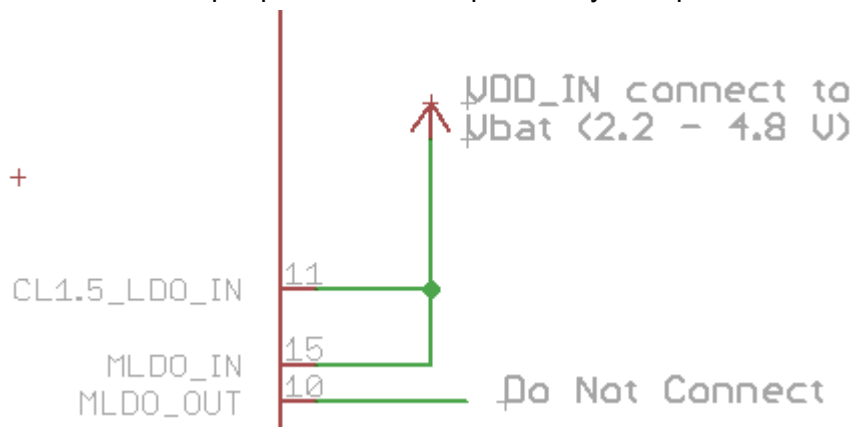 VDD_IN connect to
Vbat (2.2 - 4.8 V)
11
CL1.5_LDO_IN
15
MLDO_IN
10
MLDO_OUT
Do Not Connect